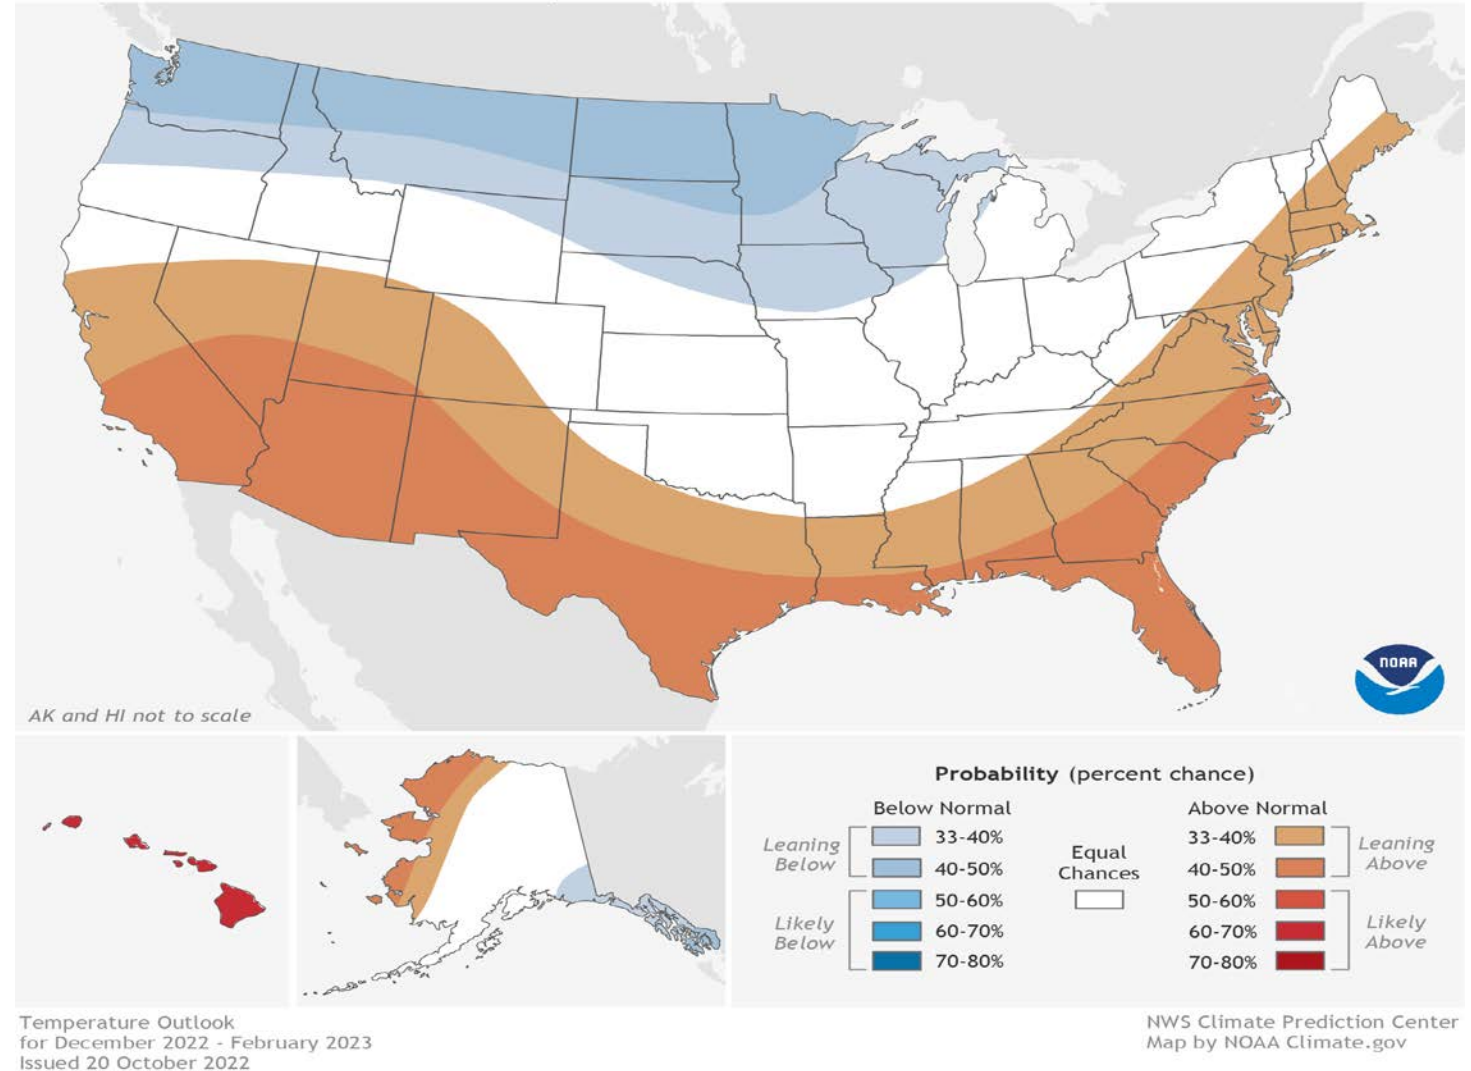 NOAA
AK and HI not to scale
Probability (percent chance)
Below Normal
Above Normal
Leaning
Below
33-40%
40-50%
Equal
Chances
33-40%
40-50%
Leaning
Above
Likely
Below
50-60%
60-70%
70-80%
50-60%
60-70%
70-80%
Likely
Above
Temperature Outlook
for December 2022 - February 2023
Issued 20 October 2022
NWS Climate Prediction Center
Map by NOAA Climate.gov